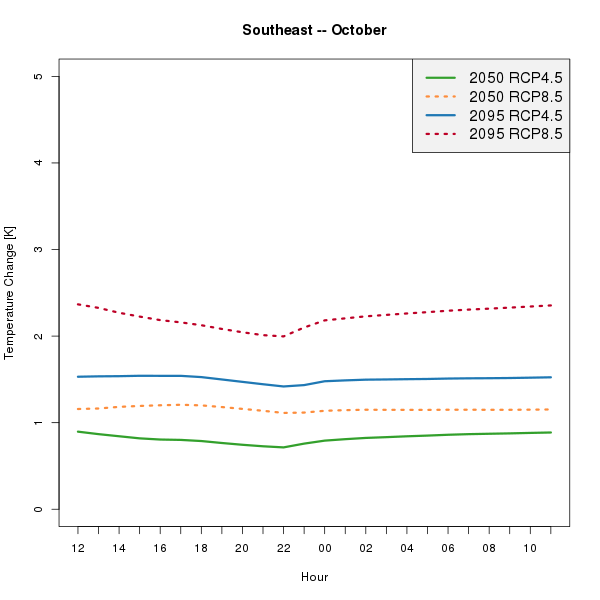 Southeast -- October
2050 RCP4.5
2050 RCP8.5
2095 RCP4.5
2095 RCP8.5
Temperature Change [K]
5
4
3
2
1
0
12 14 16 18 20 22 00 02 04 06 08 10
Hour